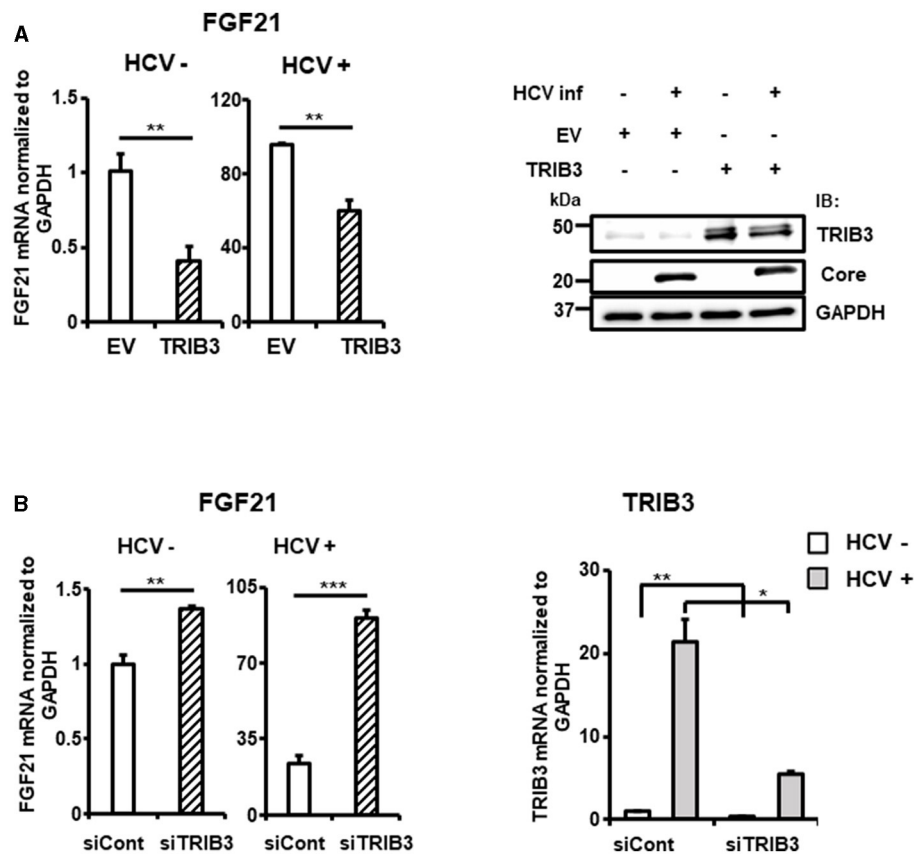 A
FGF21
HCV -
HCV +
FGF21 mRNA normalized to
GAPDH
1.5
1
0.5
0
**
EV
TRIB3
120
80
40
0
**
EV
TRIB3
HCV inf - + - +
EV + + - -
TRIB3 - - + +
kDa
IB:
50
TRIB3
20
Core
37
GAPDH
B
FGF21
HCV -
HCV +
FGF21 mRNA normalized to
GAPDH
1.5
1
0.5
0
**
siCont
siTRIB3
105
70
35
0
***
siCont
siTRIB3
TRIB3
HCV -
HCV +
TRIB3 mRNA normalized to
GAPDH
30
20
10
0
**
*
siCont
siTRIB3